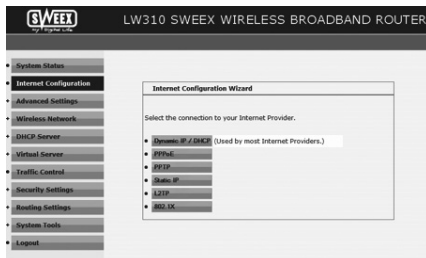 SWEEX
My Digital Life
LW310 SWEEX WIRELESS BROADBAND ROUTER
System Status
Internet Configuration
Advanced Settings
Wireless Network
DHCP Server
Virtual Server
Traffic Control
Security Settings
Routing Settings
System Tools
Logout
Internet Configuration Wizard
Select the connection to your Internet Provider.
Dynamic IP / DHCP (Used by most Internet Providers.)
PPPoE
PPTP
Static IP
L2TP
802.1X